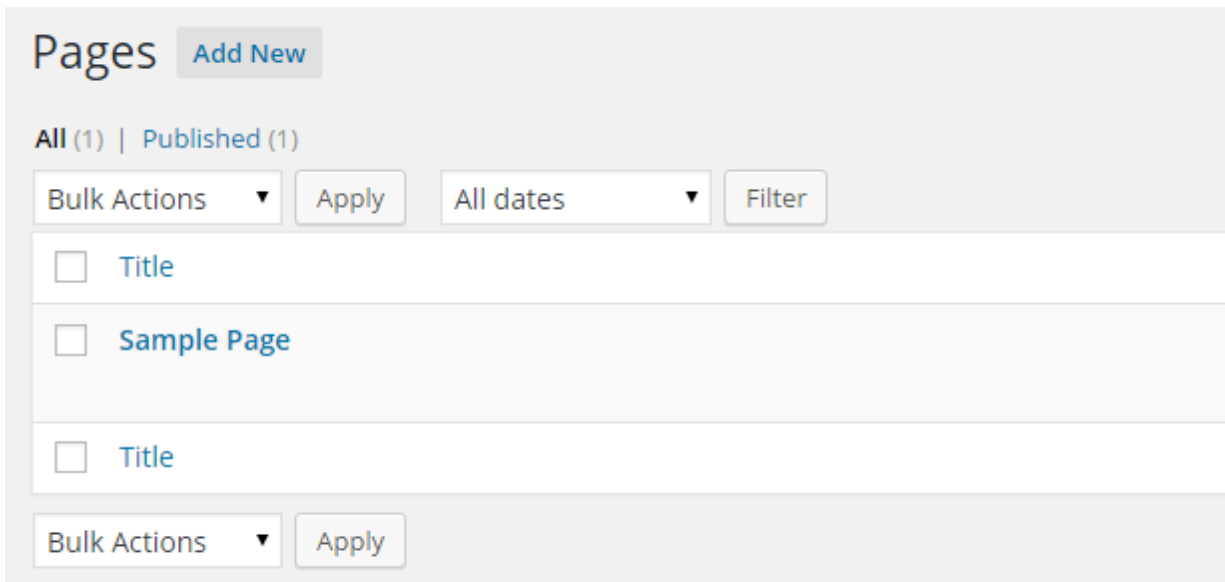 Pages Add New
All (1) | Published (1)
Bulk Actions Apply All dates Filter
Title
Sample Page
Title
Bulk Actions Apply